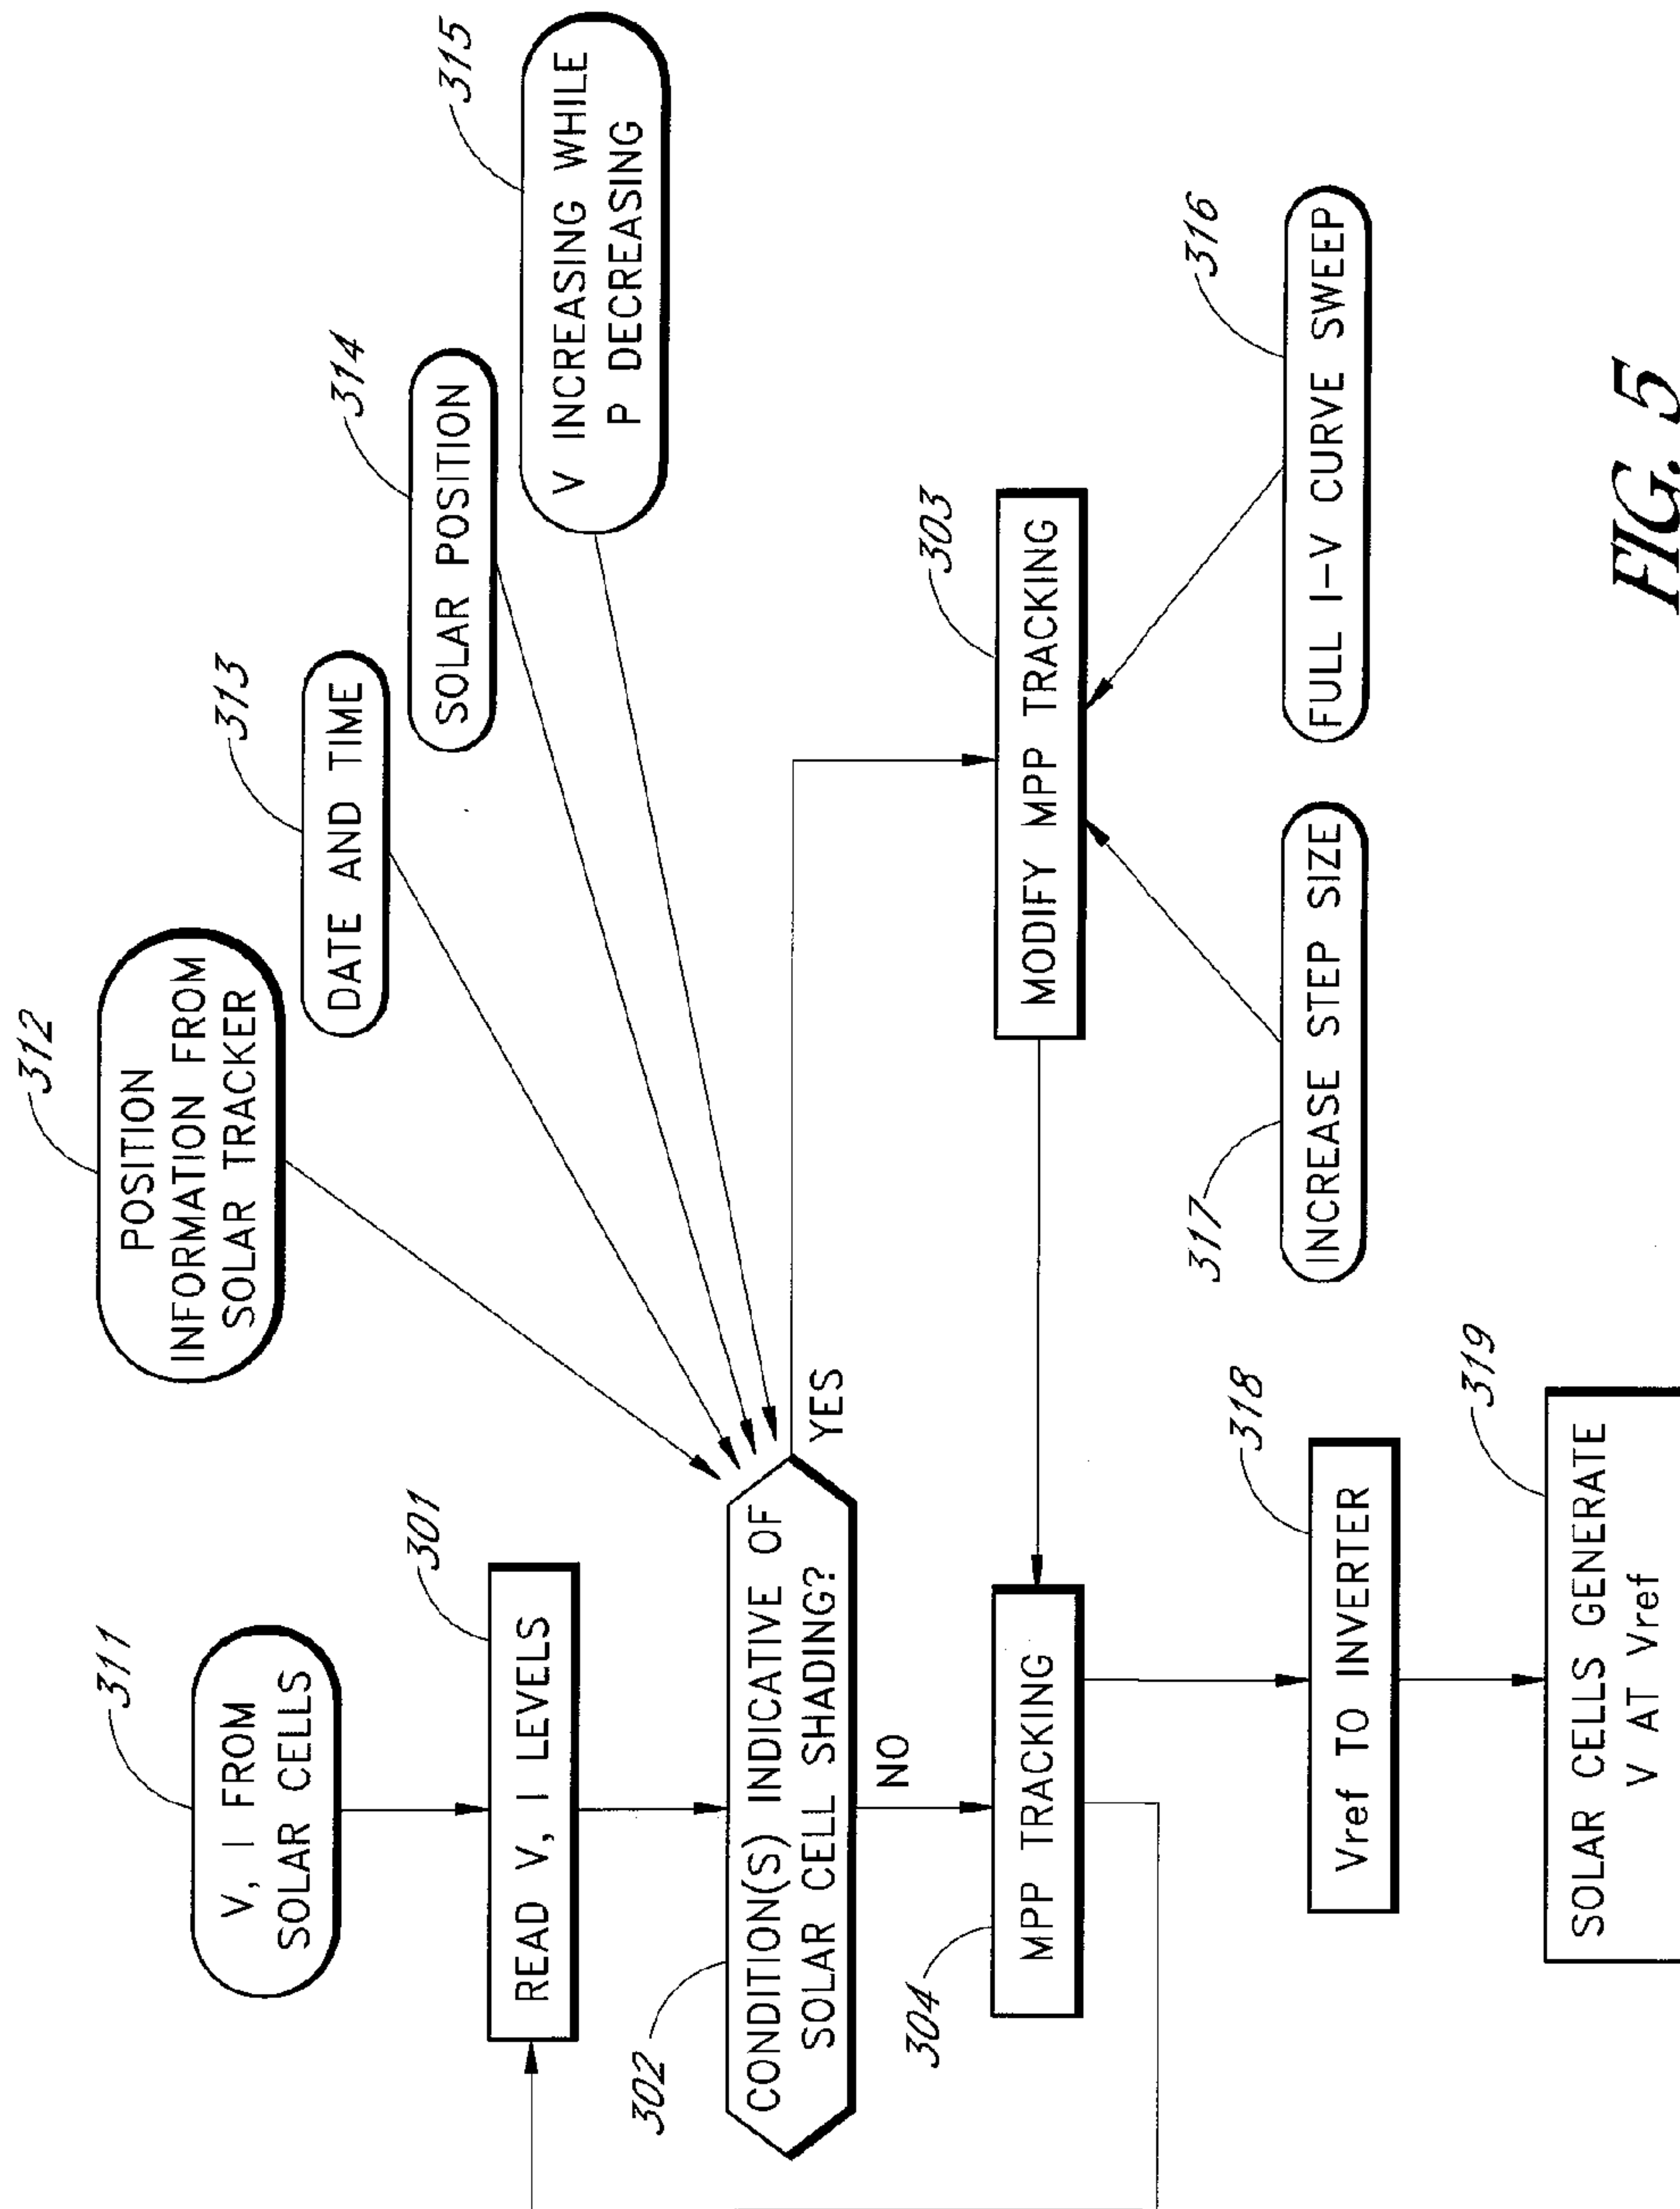 311
V, I FROM
SOLAR CELLS
312
POSITION
INFORMATION FROM
SOLAR TRACKER
313
DATE AND TIME
314
SOLAR POSITION
315
V INCREASING WHILE
P DECREASING
301
READ V, I LEVELS
302
CONDITION(S) INDICATIVE OF
SOLAR CELL SHADING?
YES
NO
303
MODIFY MPP TRACKING
304
MPP TRACKING
317
INCREASE STEP SIZE
316
FULL I-V CURVE SWEEP
318
Vref TO INVERTER
319
SOLAR CELLS GENERATE
V AT Vref
FIG. 5